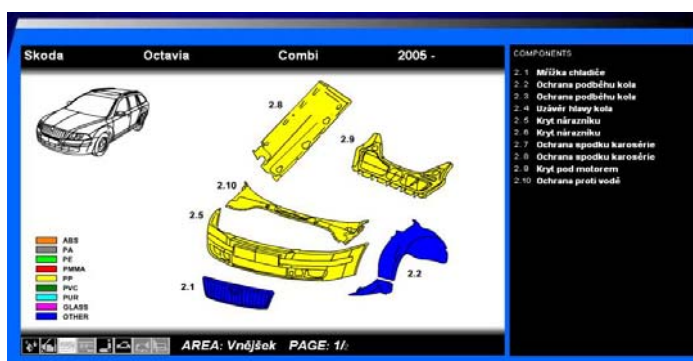 Skoda Octavia Combi 2005 -
2.8
2.9
2.10
2.5
2.1
2.2
ABS
PA
PE
PMMA
PP
PVC
PUR
GLASS
OTHER
AREA: Vnějšek PAGE: 1/
COMPONENTS
2. 1 Mřížka chladiče
2. 2 Ochrana podběhu kola
2. 3 Ochrana podběhu kola
2. 4 Uzávěr hlavy kola
2. 5 Kryt nárazníku
2. 6 Kryt nárazníku
2. 7 Ochrana spodku karosérie
2. 8 Ochrana spodku karosérie
2. 9 Kryt pod motorem
2. 10 Ochrana proti vodě